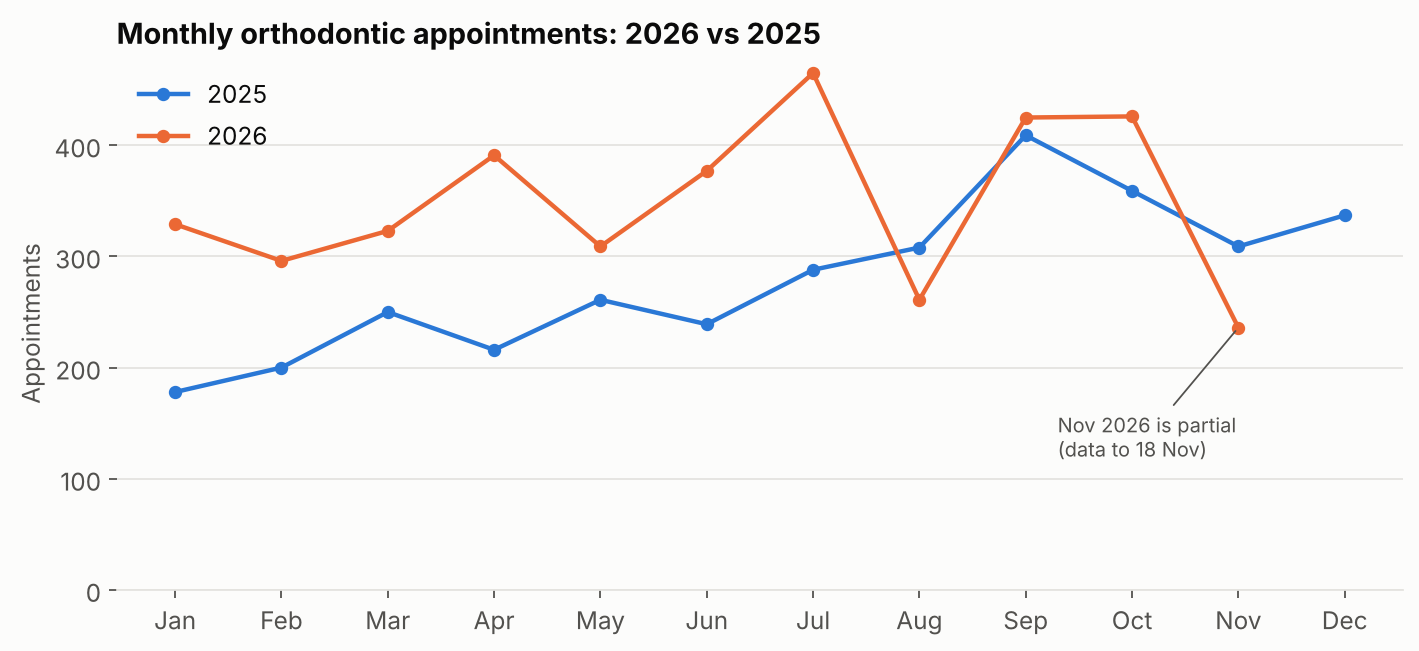 Monthly orthodontic appointments: 2026 vs 2025
2025
2026
Appointments
400
300
200
100
0
Nov 2026 is partial
(data to 18 Nov)
Jan Feb Mar Apr May Jun Jul Aug Sep Oct Nov Dec